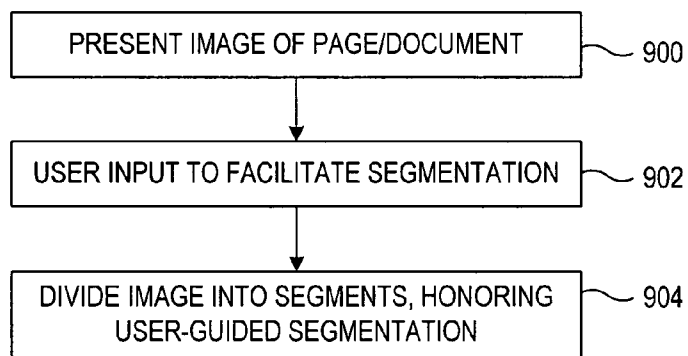 PRESENT IMAGE OF PAGE/DOCUMENT
900
USER INPUT TO FACILITATE SEGMENTATION
902
DIVIDE IMAGE INTO SEGMENTS, HONORING
USER-GUIDED SEGMENTATION
904